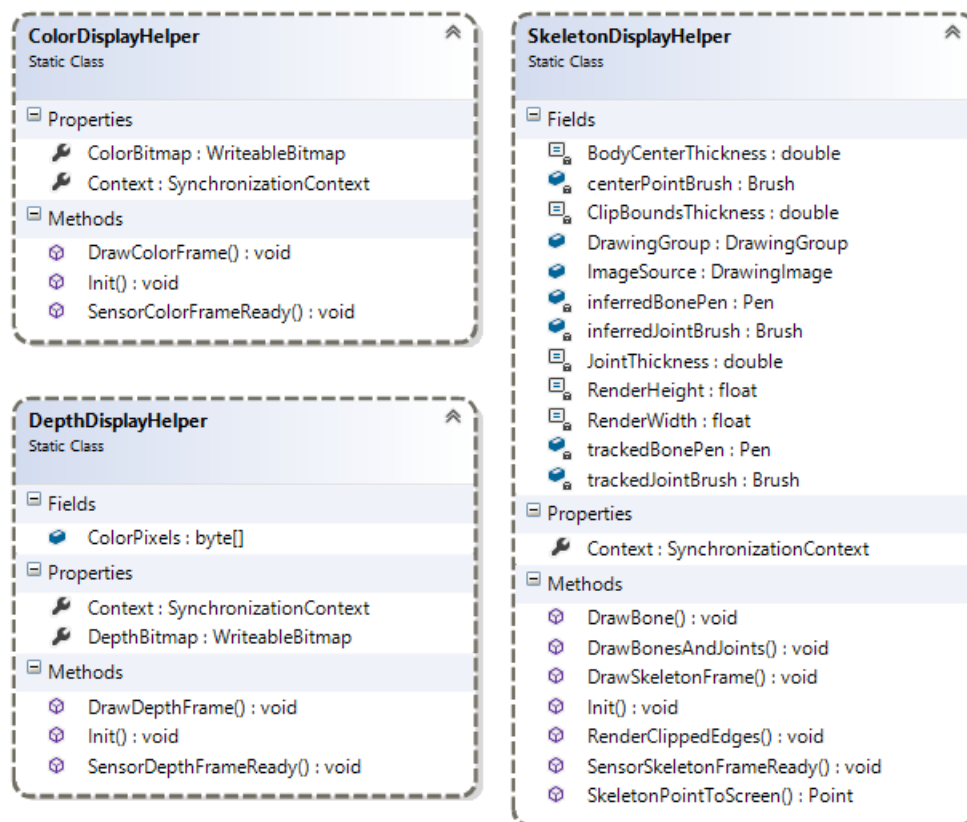 ColorDisplayHelper
Static Class
Properties
ColorBitmap : WriteableBitmap
Context : SynchronizationContext
Methods
DrawColorFrame() : void
Init() : void
SensorColorFrameReady() : void
DepthDisplayHelper
Static Class
Fields
ColorPixels : byte[]
Properties
Context : SynchronizationContext
DepthBitmap : WriteableBitmap
Methods
DrawDepthFrame() : void
Init() : void
SensorDepthFrameReady() : void
SkeletonDisplayHelper
Static Class
Fields
BodyCenterThickness : double
centerPointBrush : Brush
ClipBoundsThickness : double
DrawingGroup : DrawingGroup
ImageSource : DrawingImage
inferredBonePen : Pen
inferredJointBrush : Brush
JointThickness : double
RenderHeight : float
RenderWidth : float
trackedBonePen : Pen
trackedJointBrush : Brush
Properties
Context : SynchronizationContext
Methods
DrawBone() : void
DrawBonesAndJoints() : void
DrawSkeletonFrame() : void
Init() : void
RenderClippedEdges() : void
SensorSkeletonFrameReady() : void
SkeletonPointToScreen() : Point